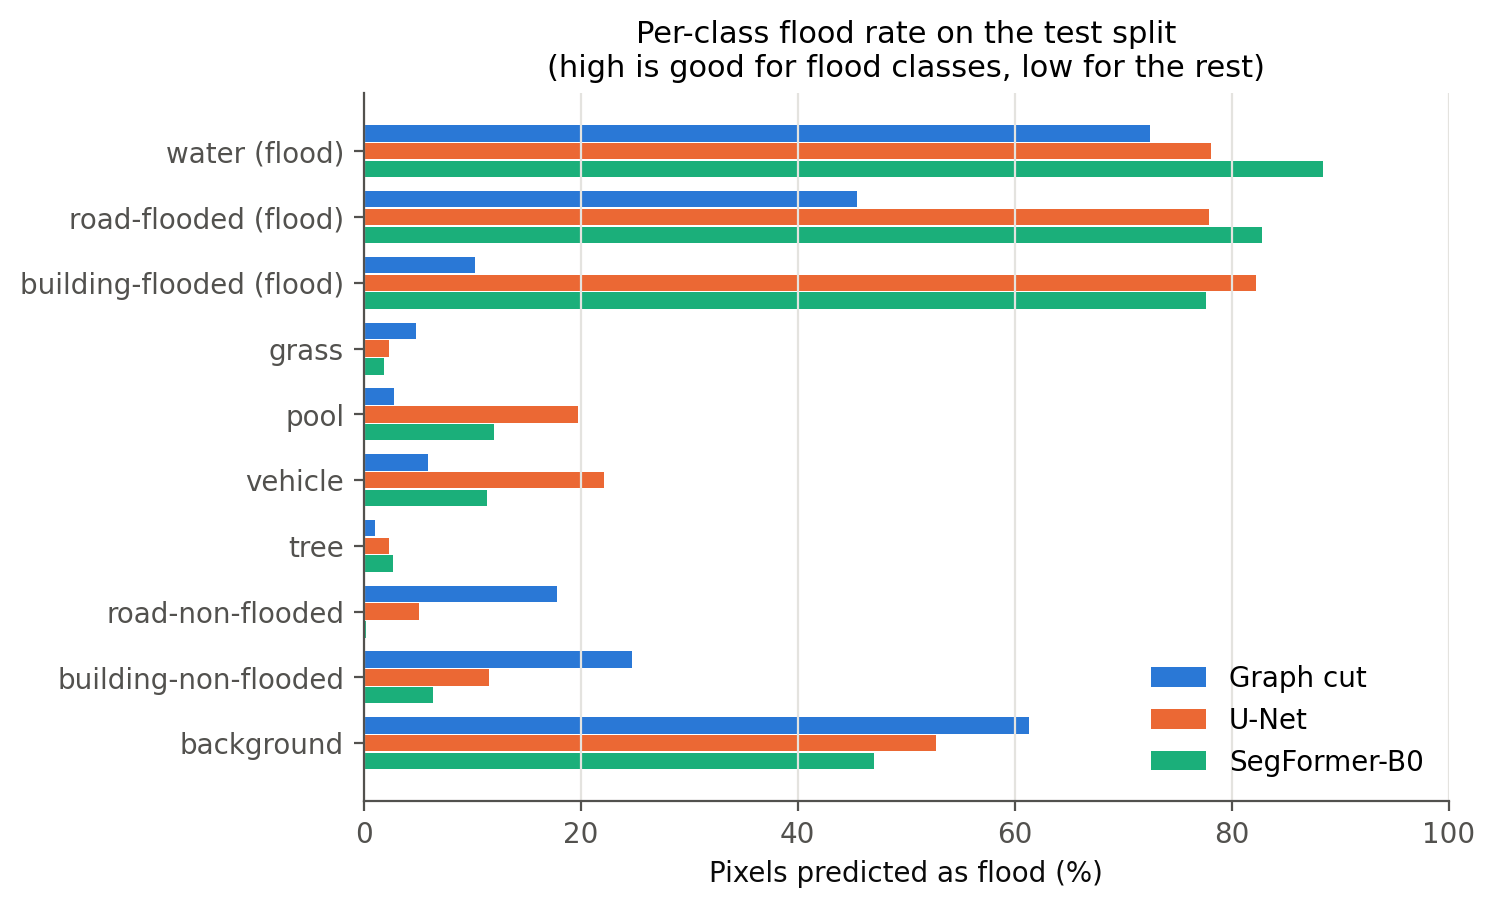 Per-class flood rate on the test split
(high is good for flood classes, low for the rest)
water (flood)
road-flooded (flood)
building-flooded (flood)
grass
pool
vehicle
tree
road-non-flooded
building-non-flooded
background
Graph cut
U-Net
SegFormer-B0
0 20 40 60 80 100
Pixels predicted as flood (%)